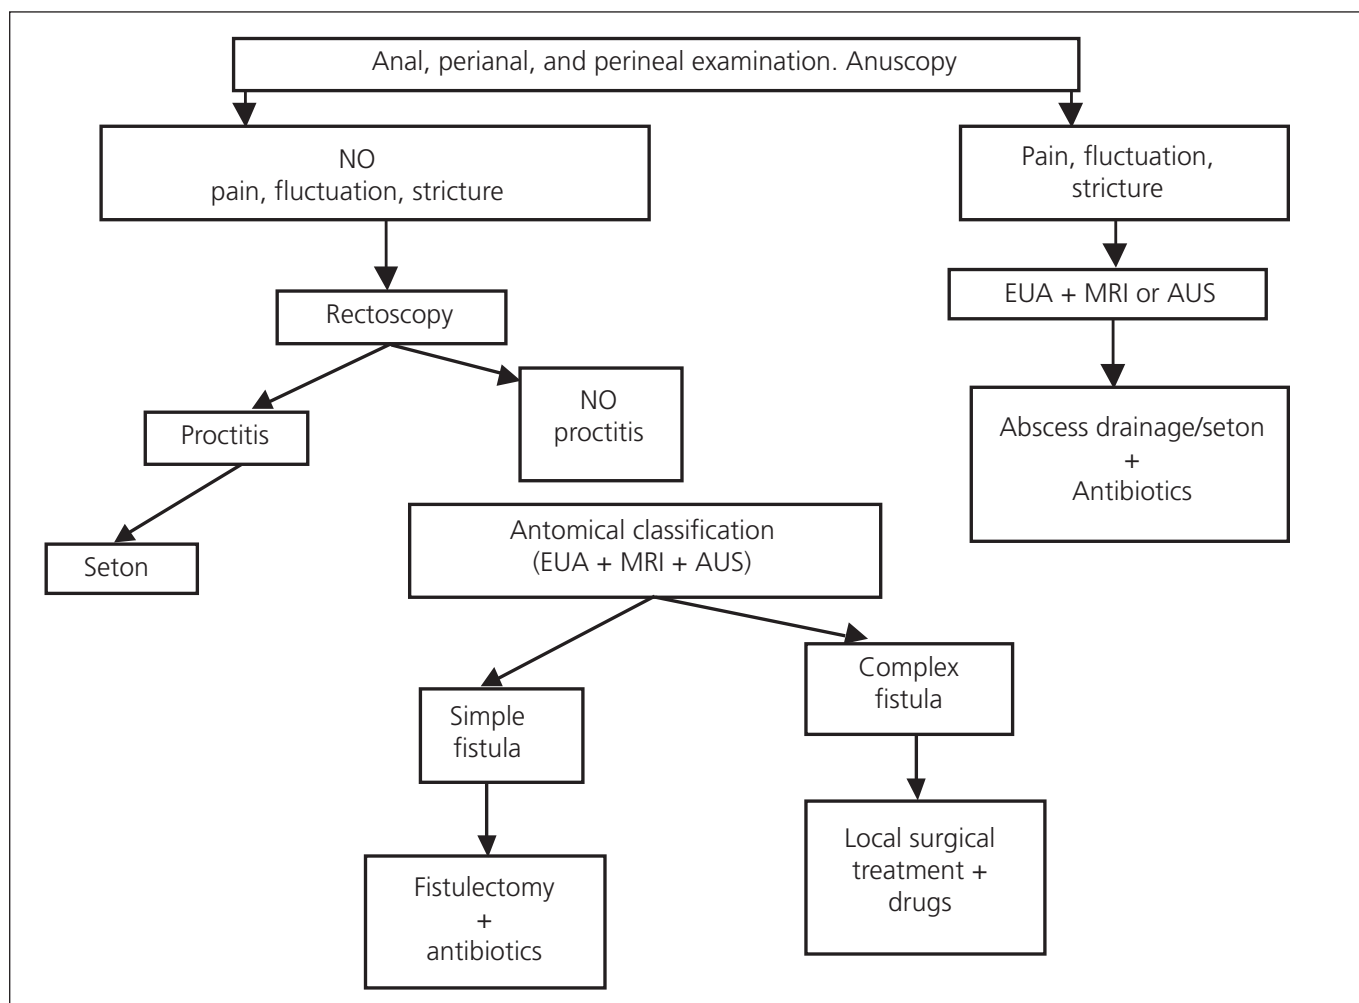 Anal, perianal, and perineal examination. Anuscopy
NO
pain, fluctuation, stricture
Pain, fluctuation,
stricture
Rectoscopy
EUA + MRI or AUS
Proctitis
NO
proctitis
Abscess drainage/seton
+
Antibiotics
Seton
Antomical classification
(EUA + MRI + AUS)
Simple
fistula
Complex
fistula
Fistulectomy
+
antibiotics
Local surgical
treatment +
drugs